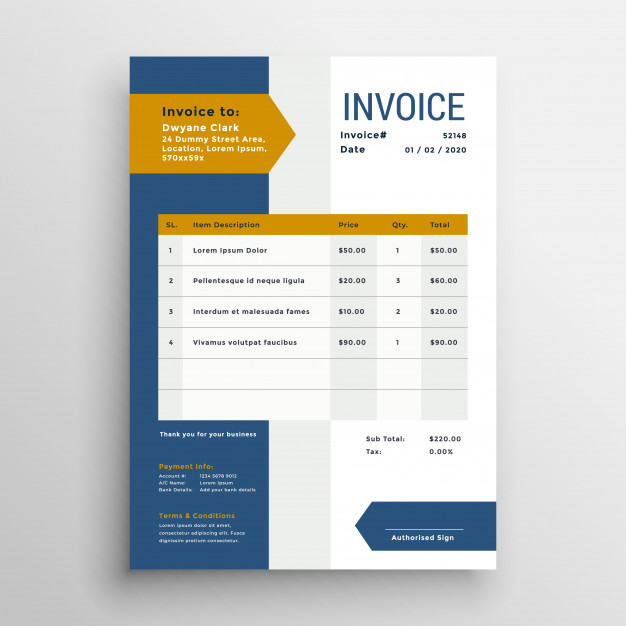 INVOICE
Invoice to:
Dwyane Clark
24 Dummy Street Area,
Location, Lorem Ipsum,
570xx59x
Invoice# 52148
Date 01 / 02 / 2020
SL. Item Description Price Qty. Total
1 Lorem Ipsum Dolor $50.00 1 $50.00
2 Pellentesque id neque ligula $20.00 3 $60.00
3 Interdum et malesuada fames $10.00 2 $20.00
4 Vivamus volutpat faucibus $90.00 1 $90.00
Thank you for your business
Sub Total: $220.00
Tax: 0.00%
Payment Info:
Account #: 1234 5678 9012
A/C Name: Lorem Ipsum
Bank Details: Add your bank details
Terms & Conditions
Lorem ipsum dolor sit amet,
consectetur adipiscing elit.
Fusce dignissim pretium
consectetur.
Authorised Sign